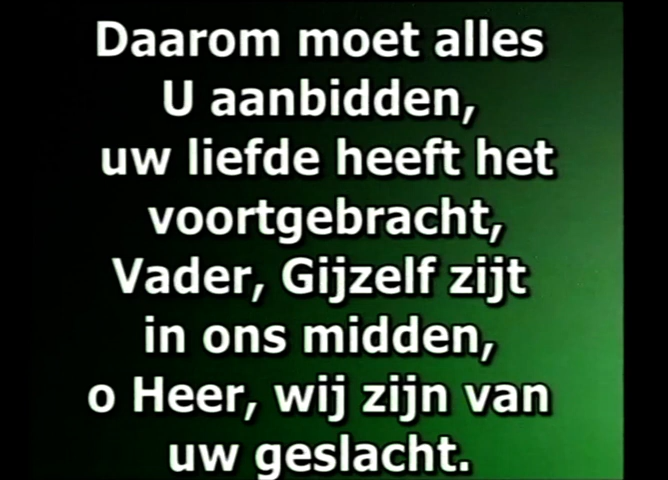 Daarom moet alles
U aanbidden,
uw liefde heeft het
voortgebracht,
Vader, Gijzelf zijt
in ons midden,
o Heer, wij zijn van
uw geslacht.